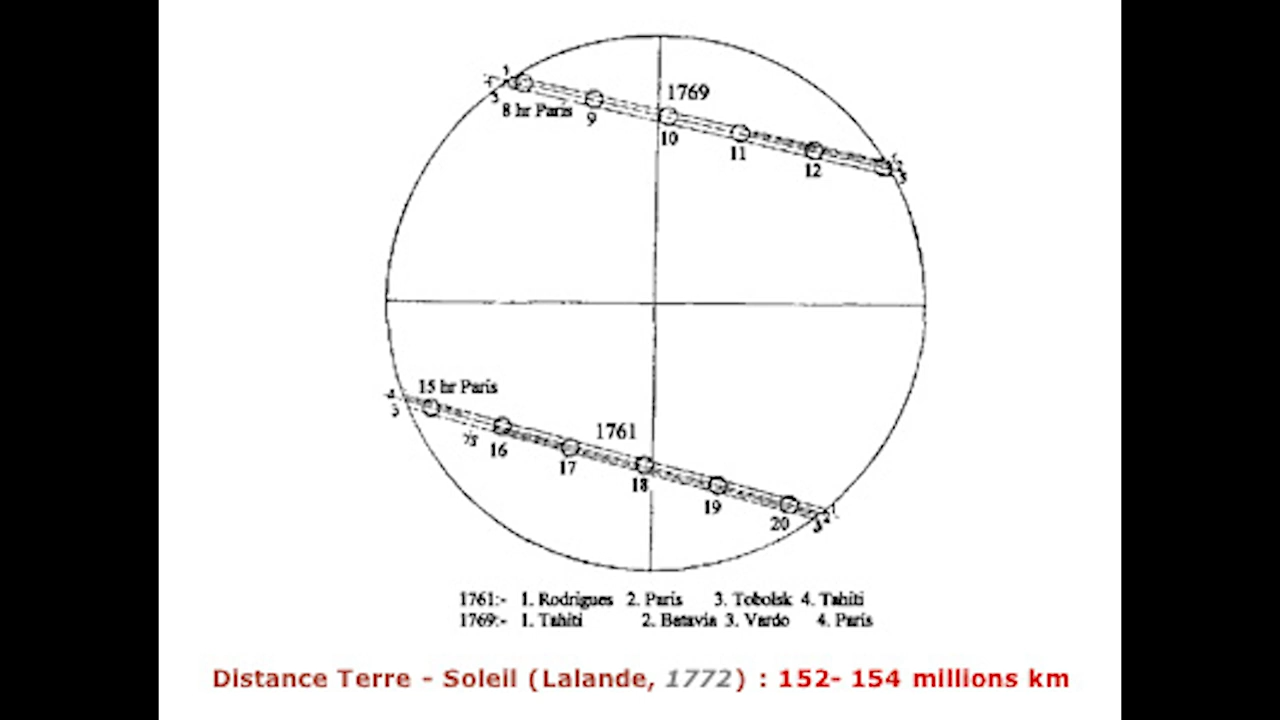 1769
8 hr Paris
9
10
11
12
15 hr Paris
1761
16
17
18
19
20
1761:- 1. Rodrigues 2. Paris 3. Tobolsk 4. Tahiti
1769:- 1. Tahiti 2. Batavia 3. Vardo 4. Paris
Distance Terre - Soleil (Lalande, 1772) : 152- 154 millions km